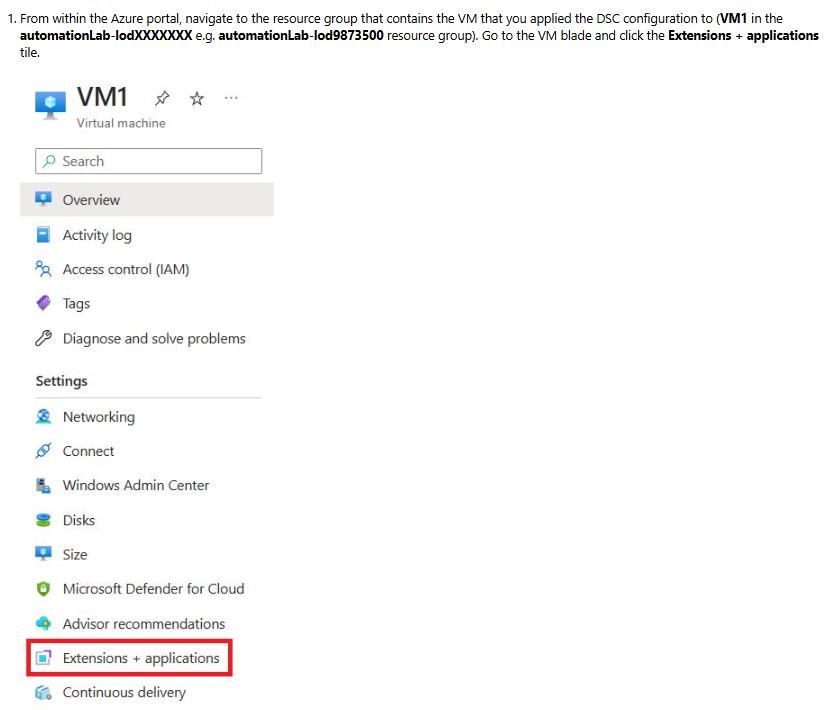 1. From within the Azure portal, navigate to the resource group that contains the VM that you applied the DSC configuration to (VM1 in the
automationLab-lodXXXXXXX e.g. automationLab-lod9873500 resource group). Go to the VM blade and click the Extensions + applications
tile.
VM1
Virtual machine
Search
Overview
Activity log
Access control (IAM)
Tags
Diagnose and solve problems
Settings
Networking
Connect
Windows Admin Center
Disks
Size
Microsoft Defender for Cloud
Advisor recommendations
Extensions + applications
Continuous delivery